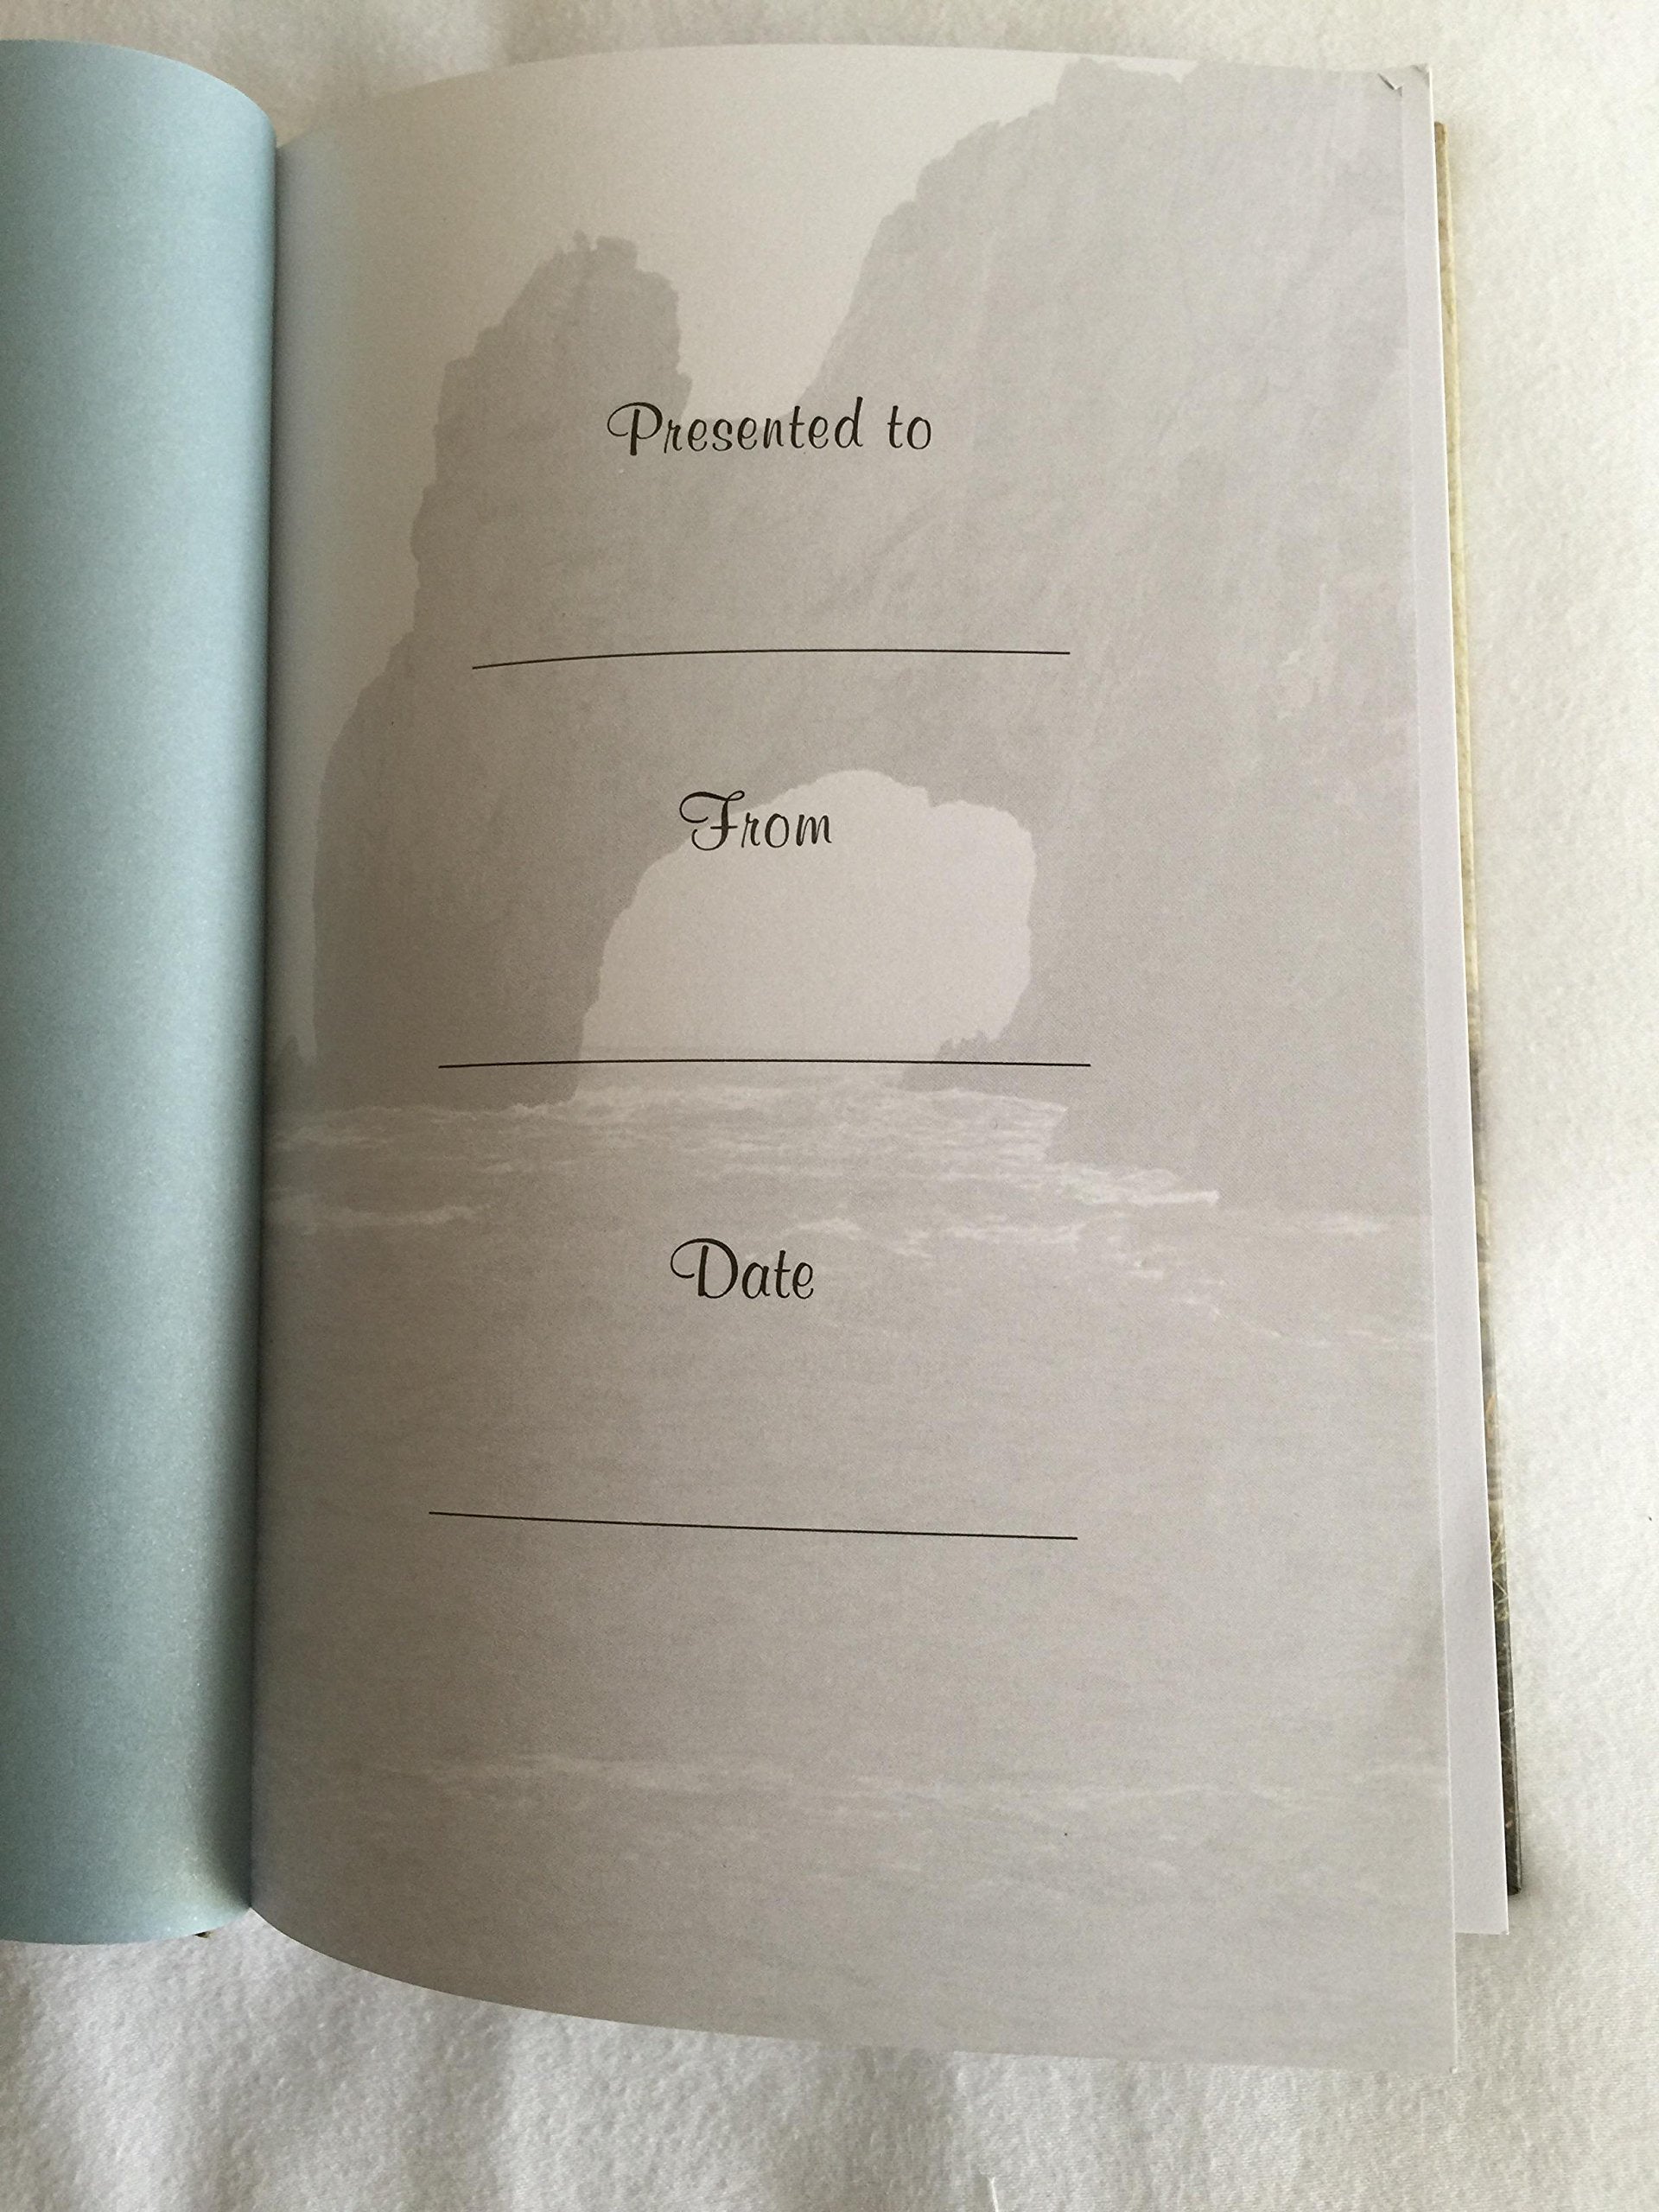 Presented to
From
Date